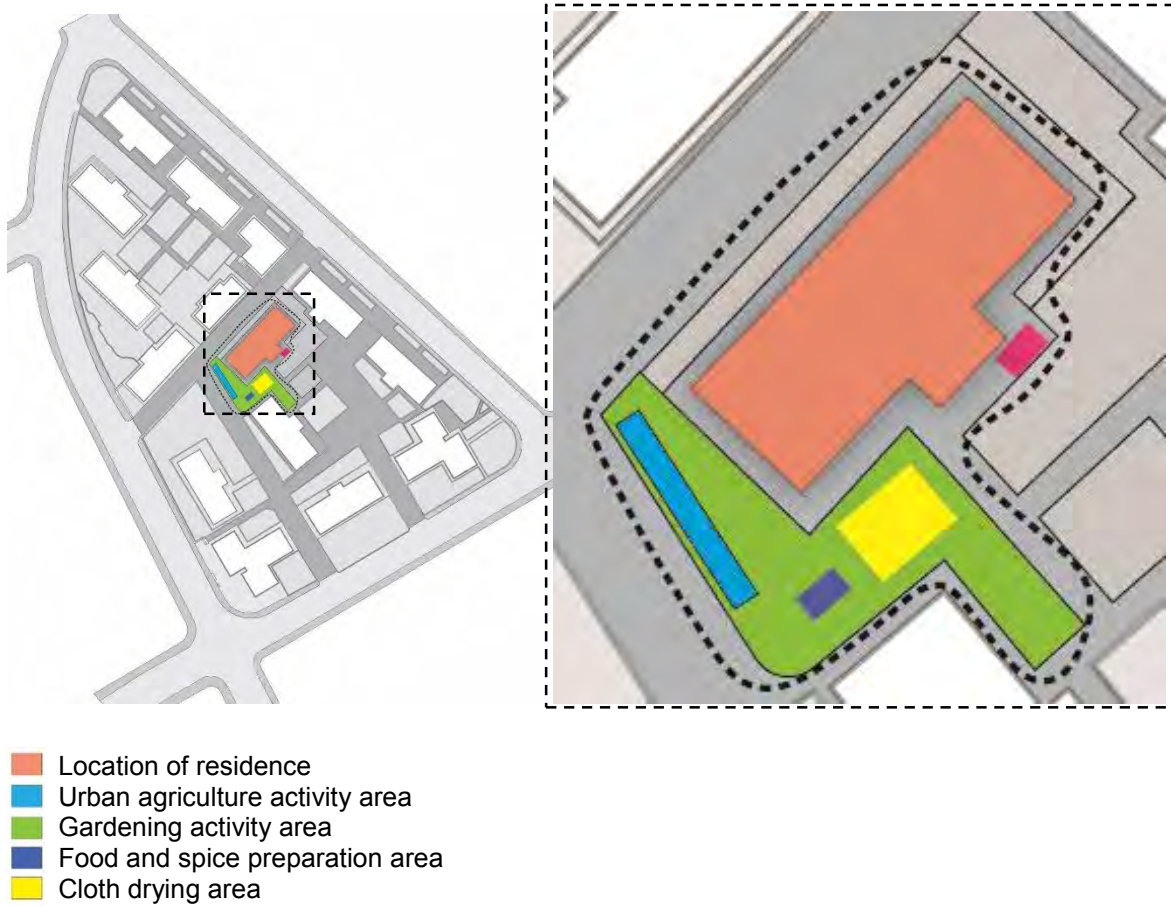 Location of residence
Urban agriculture activity area
Gardening activity area
Food and spice preparation area
Cloth drying area